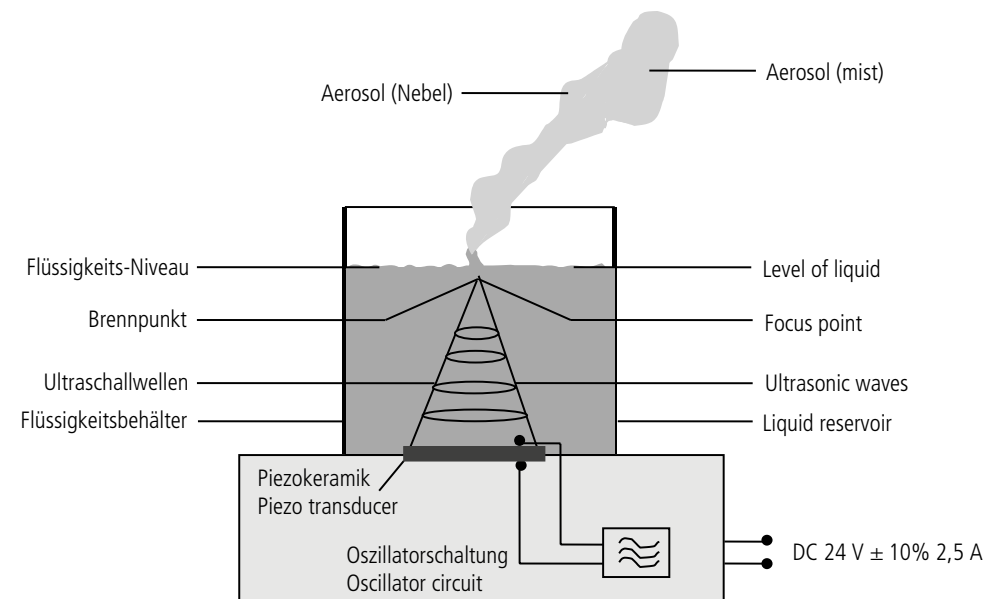 Aerosol (Nebel)
Aerosol (mist)
Flüssigkeits-Niveau
Level of liquid
Brennpunkt
Focus point
Ultraschallwellen
Ultrasonic waves
Flüssigkeitsbehälter
Liquid reservoir
Piezokeramik
Piezo transducer
Oszillatorschaltung
Oscillator circuit
DC 24 V ± 10% 2,5 A